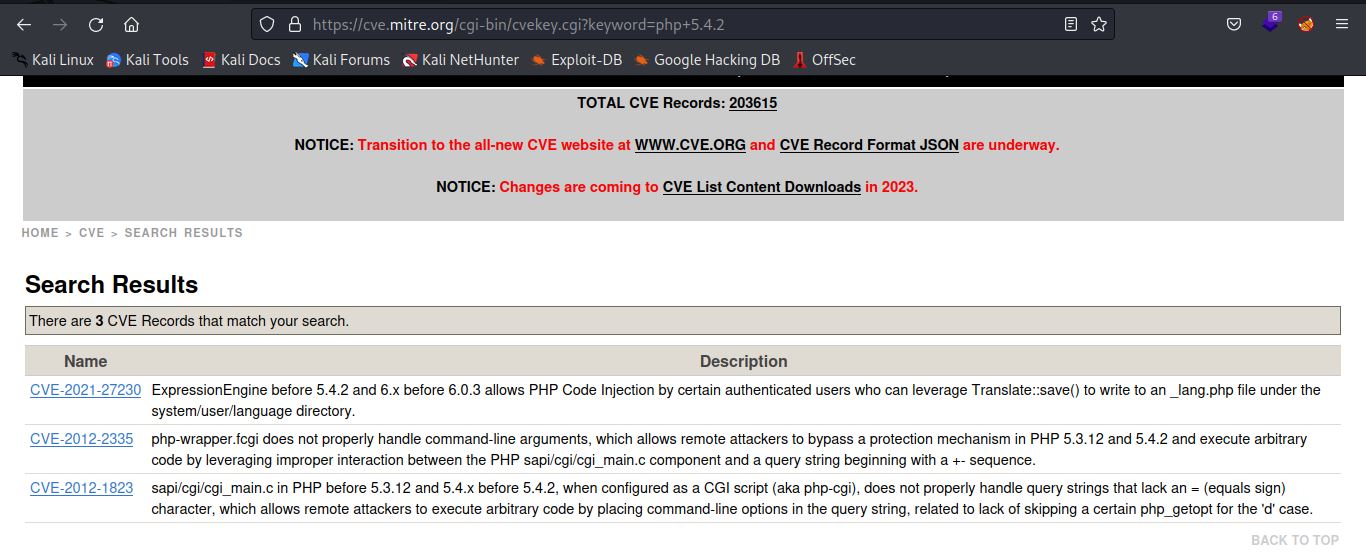 https://cve.mitre.org/cgi-bin/cvekey.cgi?keyword=php+5.4.2
6
Kali Linux Kali Tools Kali Docs Kali Forums Kali NetHunter Exploit-DB Google Hacking DB OffSec
TOTAL CVE Records: 203615
NOTICE: Transition to the all-new CVE website at WWW.CVE.ORG and CVE Record Format JSON are underway.
NOTICE: Changes are coming to CVE List Content Downloads in 2023.
HOME > CVE > SEARCH RESULTS
Search Results
There are 3 CVE Records that match your search.
Name Description
CVE-2021-27230 ExpressionEngine before 5.4.2 and 6.x before 6.0.3 allows PHP Code Injection by certain authenticated users who can leverage Translate::save() to write to an _lang.php file under the
system/user/language directory.
CVE-2012-2335 php-wrapper.fcgi does not properly handle command-line arguments, which allows remote attackers to bypass a protection mechanism in PHP 5.3.12 and 5.4.2 and execute arbitrary
code by leveraging improper interaction between the PHP sapi/cgi/cgi_main.c component and a query string beginning with a +- sequence.
CVE-2012-1823 sapi/cgi/cgi_main.c in PHP before 5.3.12 and 5.4.x before 5.4.2, when configured as a CGI script (aka php-cgi), does not properly handle query strings that lack an = (equals sign)
character, which allows remote attackers to execute arbitrary code by placing command-line options in the query string, related to lack of skipping a certain php_getopt for the 'd' case.
BACK TO TOP